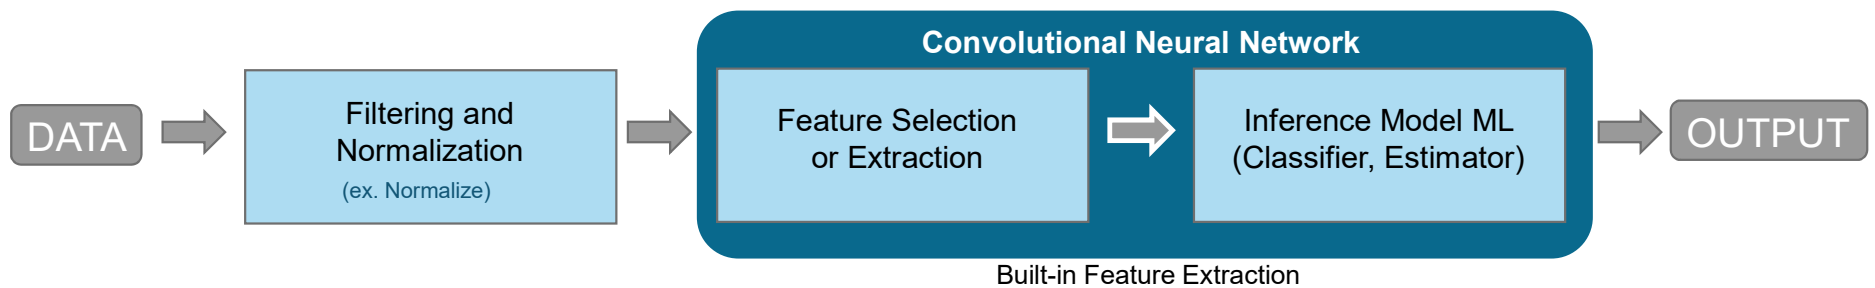 Convolutional Neural Network
DATA
Filtering and
Normalization
(ex. Normalize)
Feature Selection
or Extraction
Inference Model ML
(Classifier, Estimator)
OUTPUT
Built-in Feature Extraction